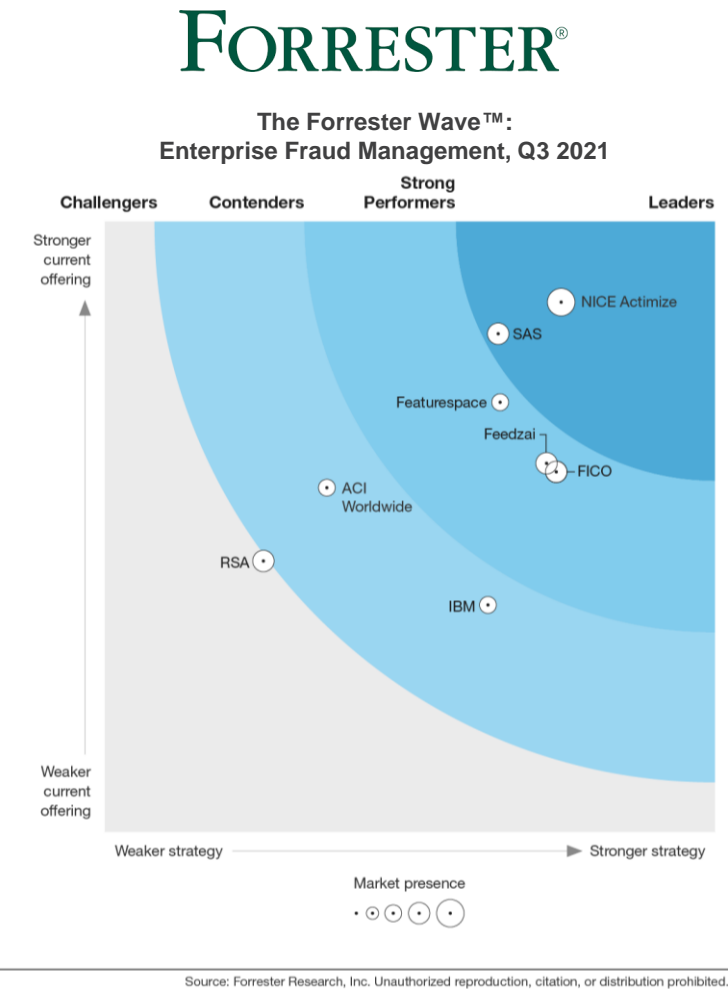 FORRESTER®
The Forrester Wave™:
Enterprise Fraud Management, Q3 2021
Challengers
Contenders
Strong
Performers
Leaders
Stronger
current
offering
NICE Actimize
SAS
Featurespace
Feedzai
FICO
ACI
Worldwide
RSA
IBM
Weaker
current
offering
Weaker strategy
Stronger strategy
Market presence
Source: Forrester Research, Inc. Unauthorized reproduction, citation, or distribution prohibited.